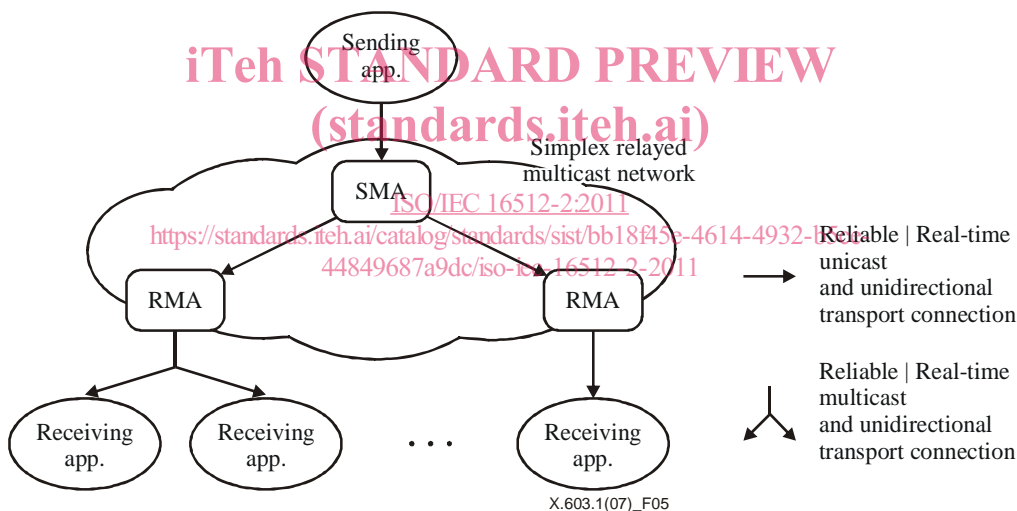 Sending
app.
iTeh STANDARD PREVIEW
(standards.iteh.ai)
Simplex relayed
multicast network
SMA
ISO/IEC 16512-2:2011
https://standards.iteh.ai/catalog/standards/sist/bb18f45e-4614-4932-
44849687a9dc/iso-iec-16512-2-2011
RMA
RMA
Reliable | Real-time
unicast
and unidirectional
transport connection
Reliable | Real-time
multicast
and unidirectional
transport connection
Receiving
app.
Receiving
app.
. . .
Receiving
app.
X.603.1(07)_F05